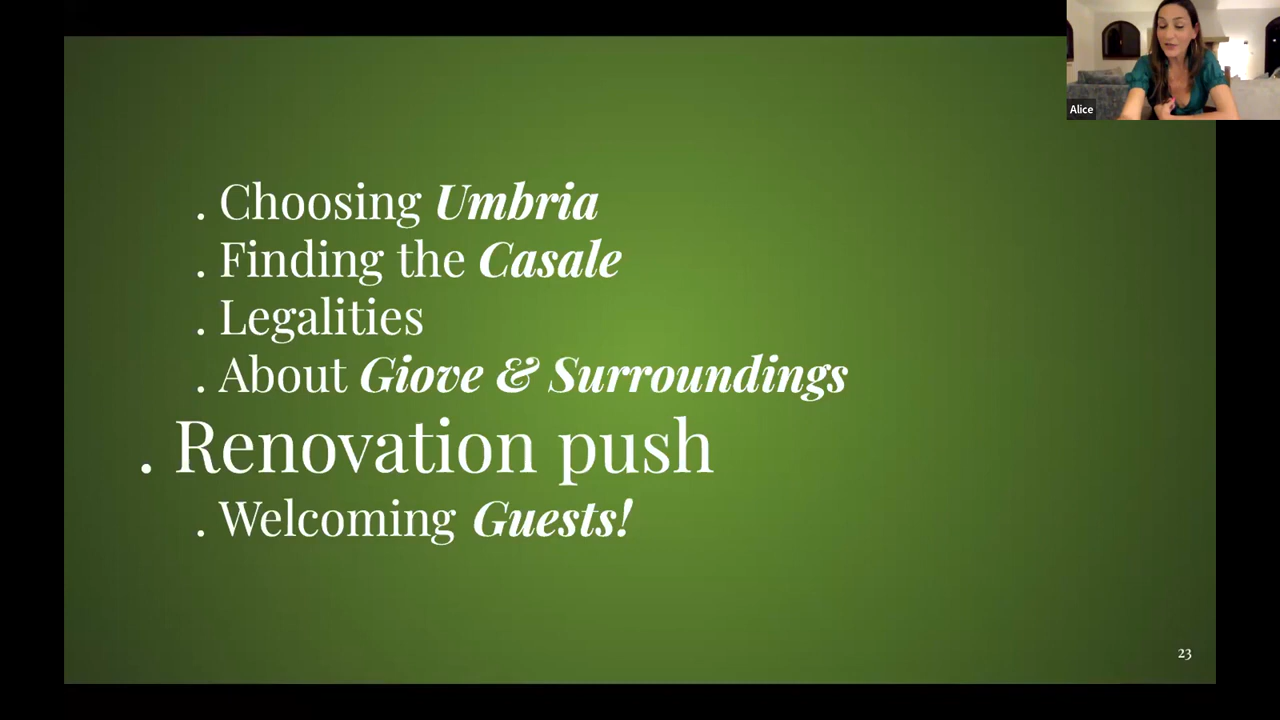 Alice
. Choosing Umbria
. Finding the Casale
. Legalities
. About Giove & Surroundings
. Renovation push
. Welcoming Guests!
23